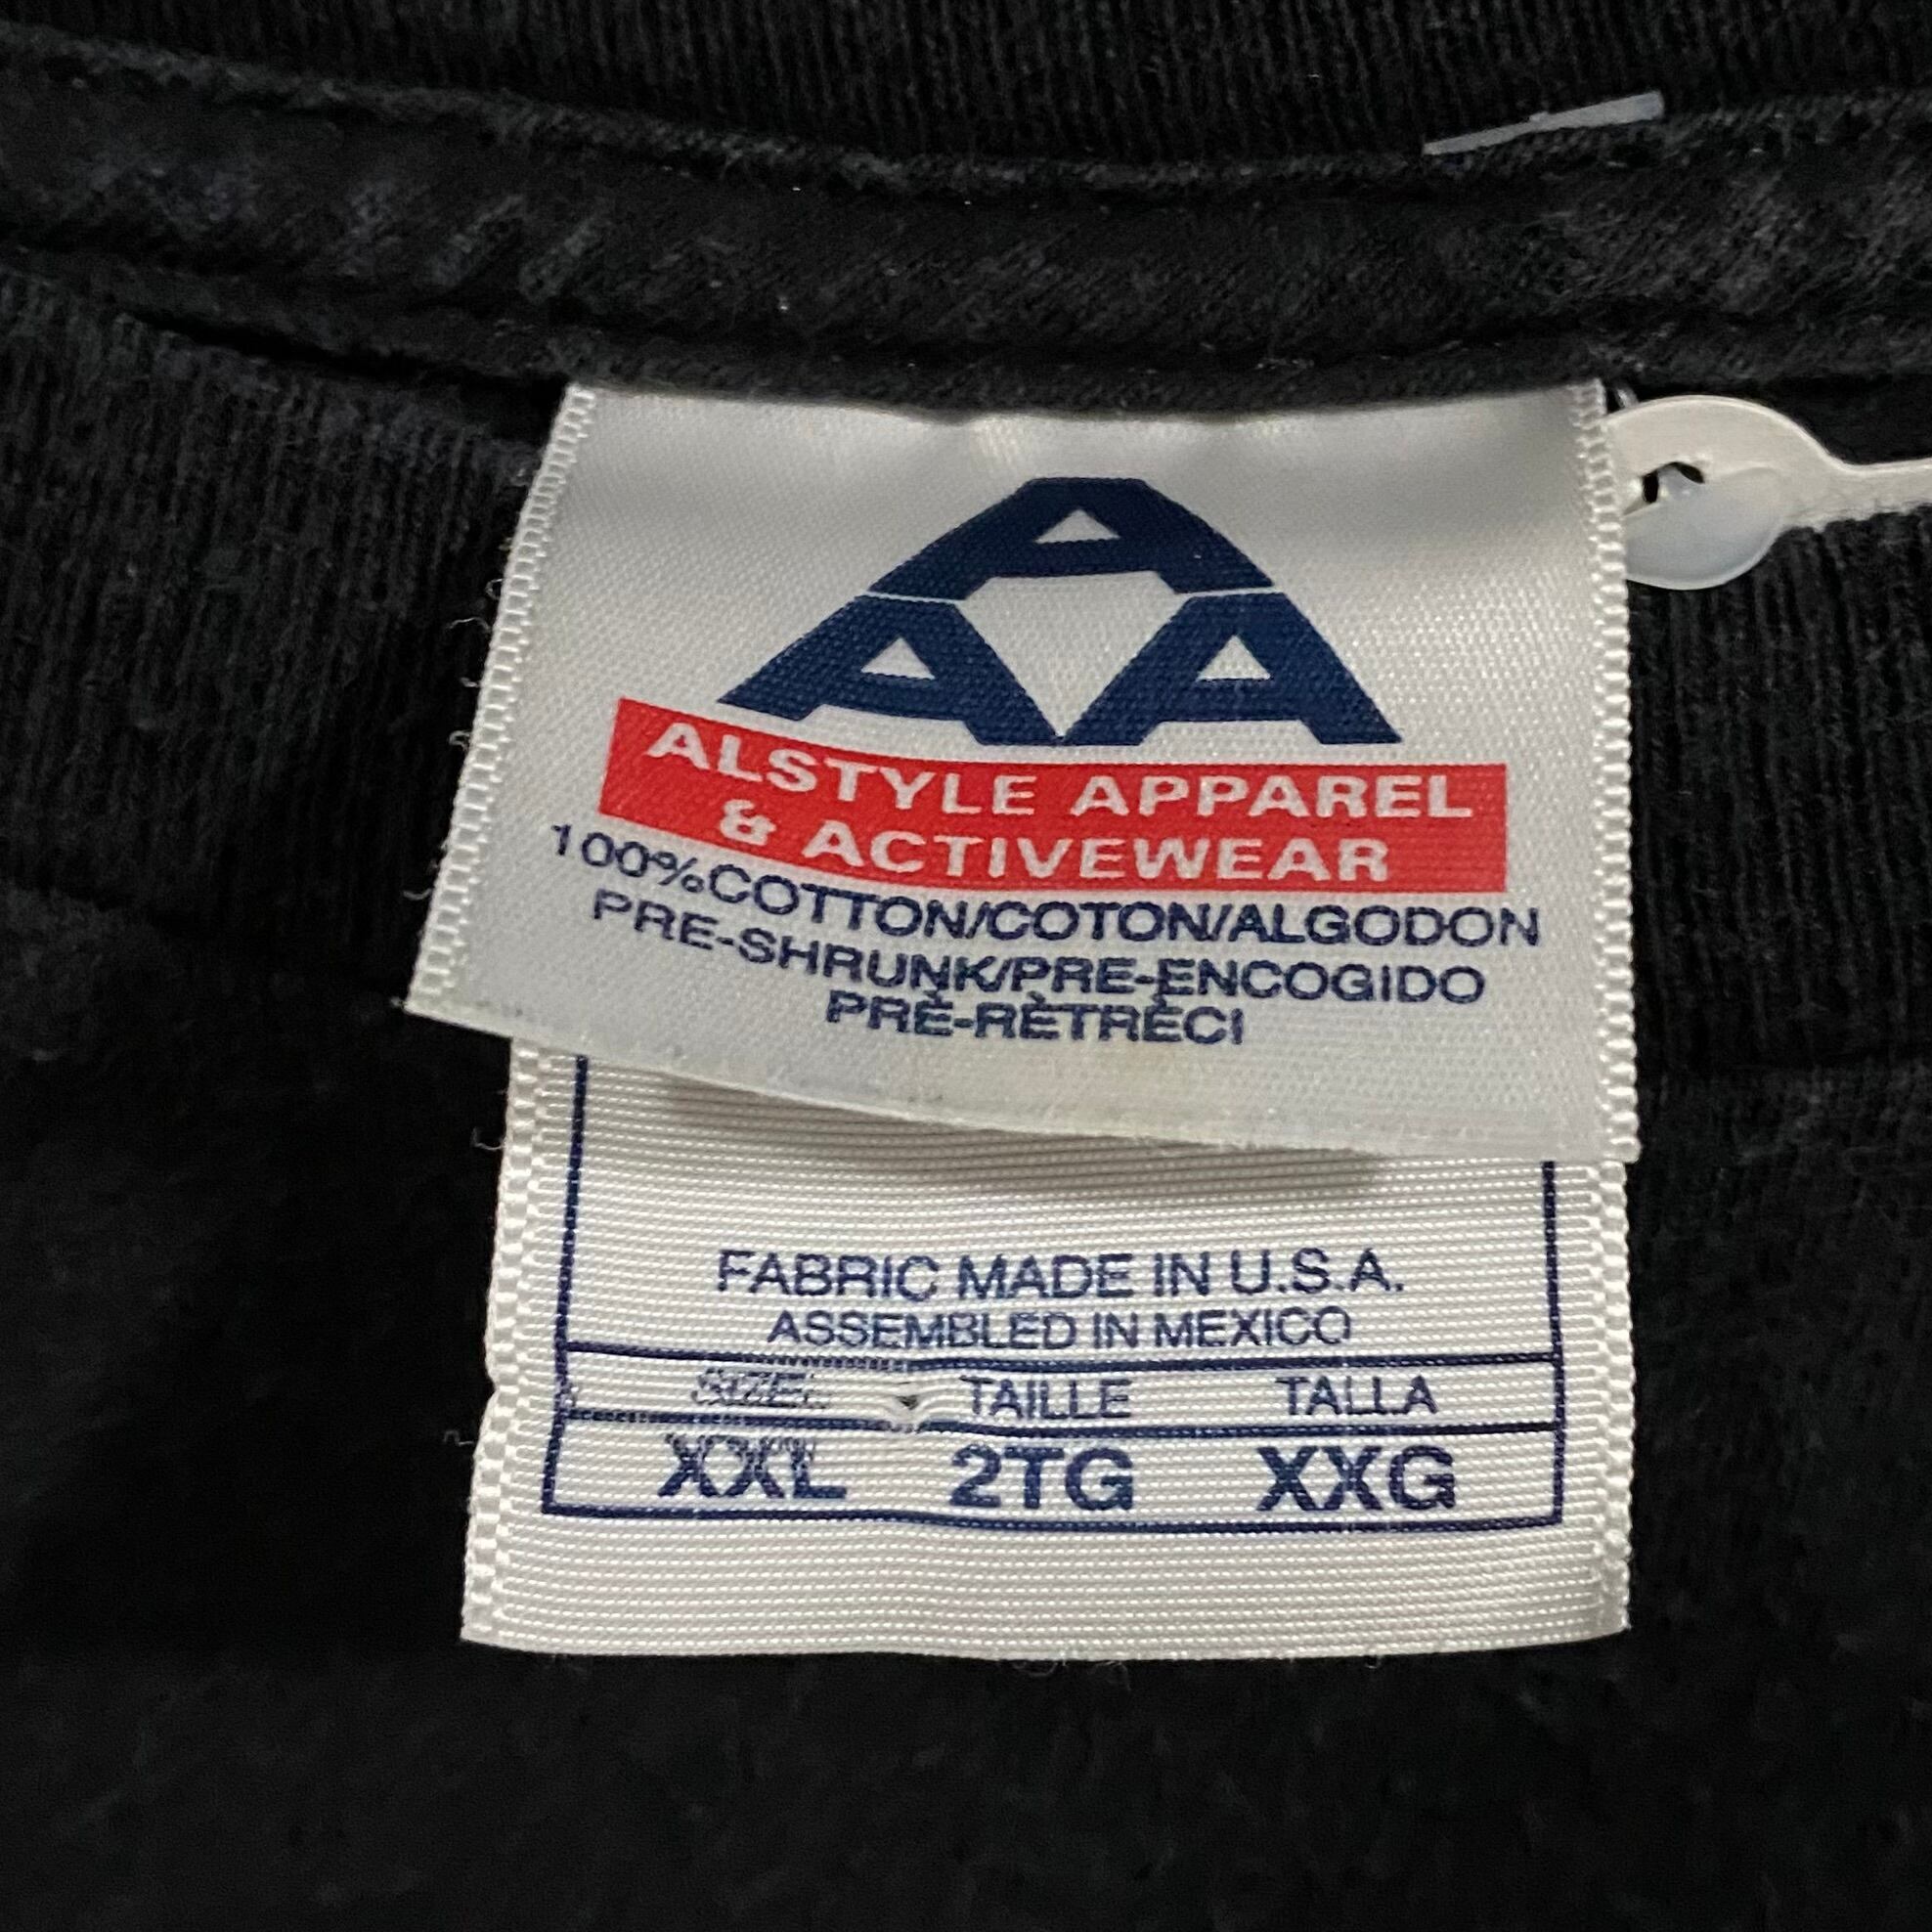 A
AA
ALSTYLE APPAREL
& ACTIVEWEAR
100%COTTON/COTON/ALGODON
PRE-SHRUNK/PRE-ENCOGIDO
PRÈ-RÈTRÈCI
FABRIC MADE IN U.S.A.
ASSEMBLED IN MEXICO
SIZE TAILLE TALLA
XXL 2TG XXG